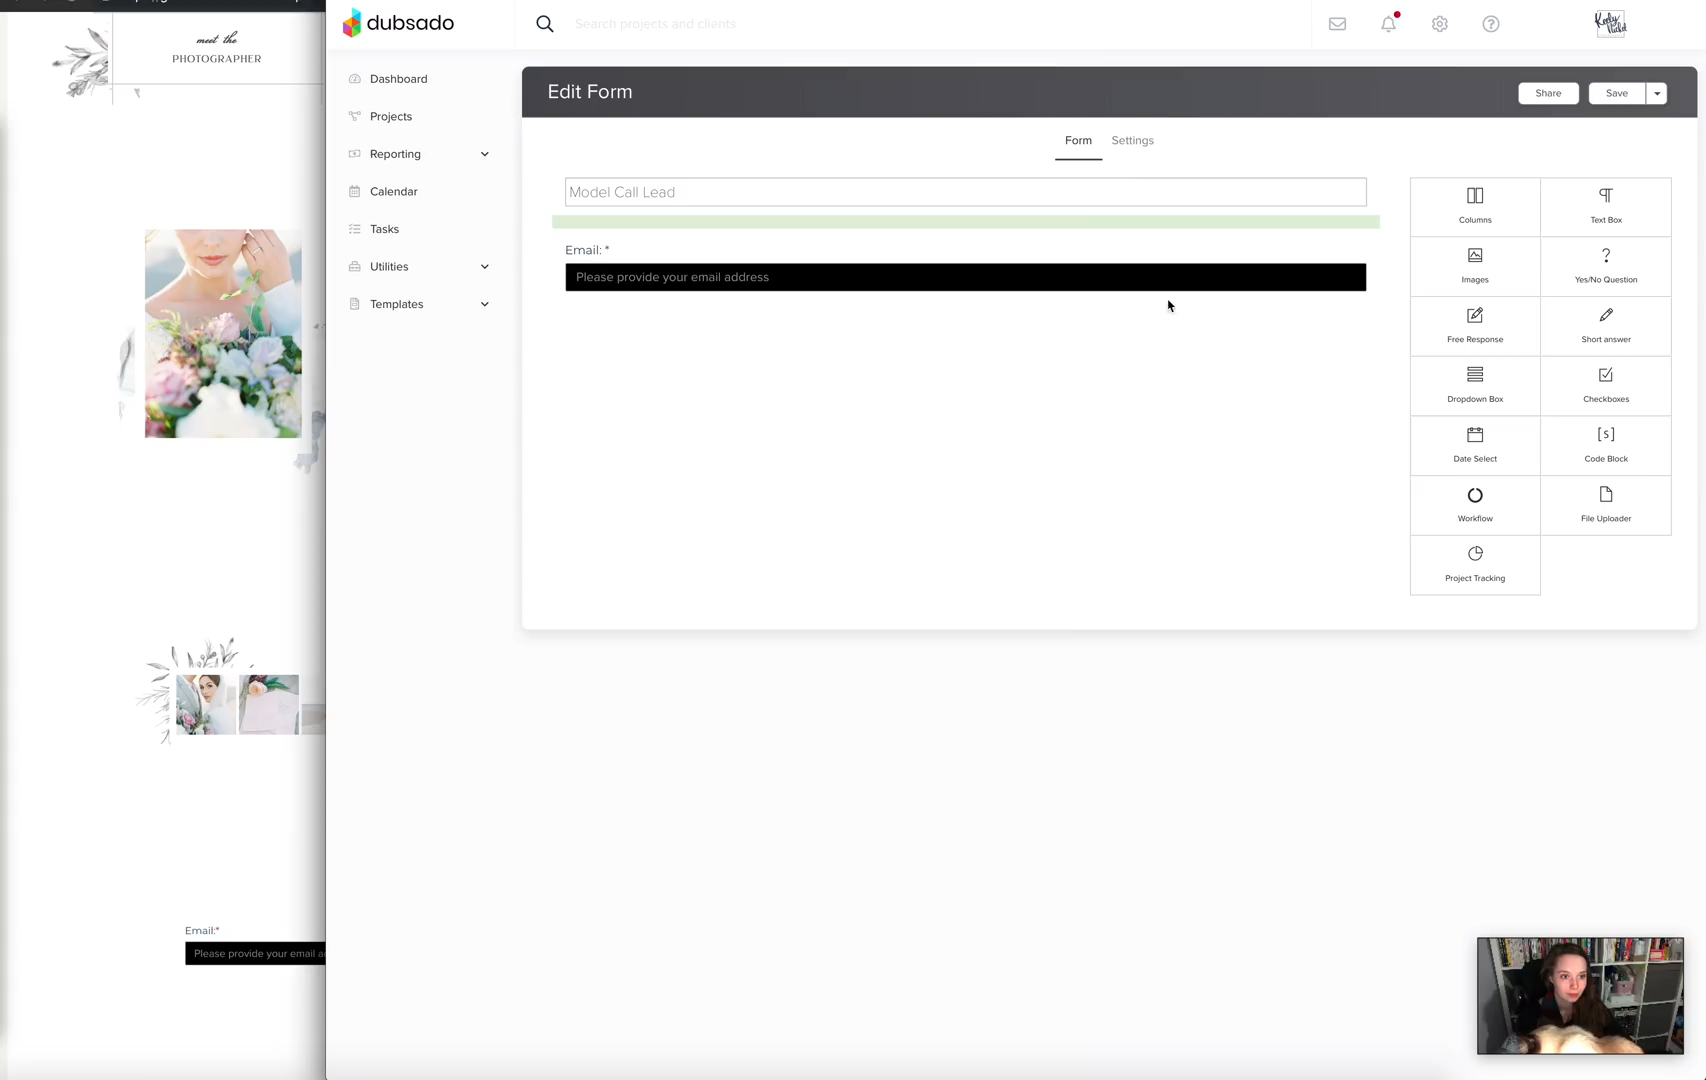 meet the
PHOTOGRAPHER
Email:*
Please provide your email
dubsado
Search projects and clients
Keely
Dashboard
Projects
Reporting
Calendar
Tasks
Utilities
Templates
Edit Form
Share
Save
Form
Settings
Model Call Lead
Email: *
Please provide your email address
Columns
Text Box
Images
Yes/No Question
Free Response
Short answer
Dropdown Box
Checkboxes
Date Select
[s]
Code Block
Workflow
File Uploader
Project Tracking